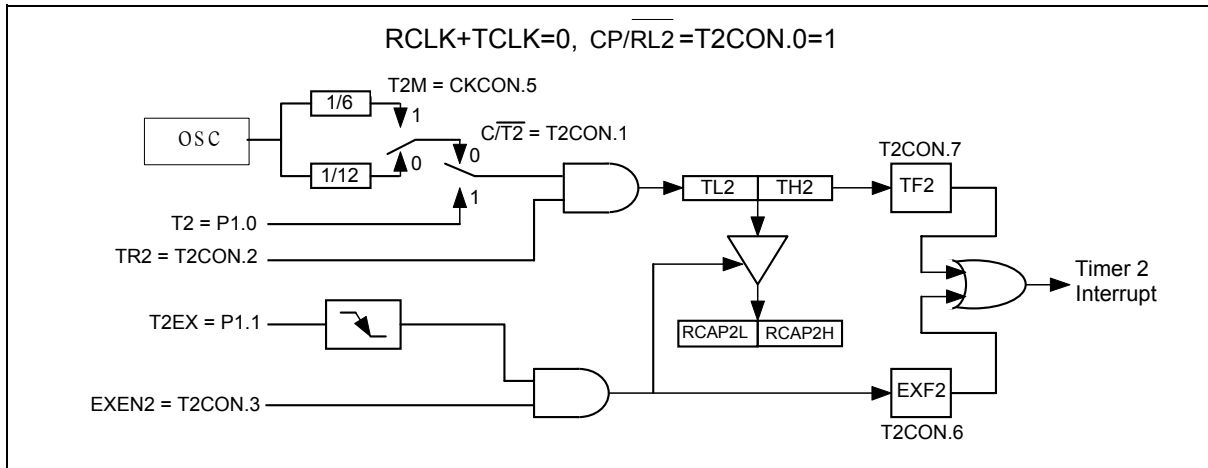 RCLK+TCLK=0, CP/R̅L̅2̅=T2CON.0=1
T2M = CKCON.5
1/6
1
OSC
C/T̅2̅ = T2CON.1
0
0
1/12
1
T2 = P1.0
TR2 = T2CON.2
TL2
TH2
T2CON.7
TF2
Timer 2
Interrupt
T2EX = P1.1
RCAP2L
RCAP2H
EXEN2 = T2CON.3
EXF2
T2CON.6